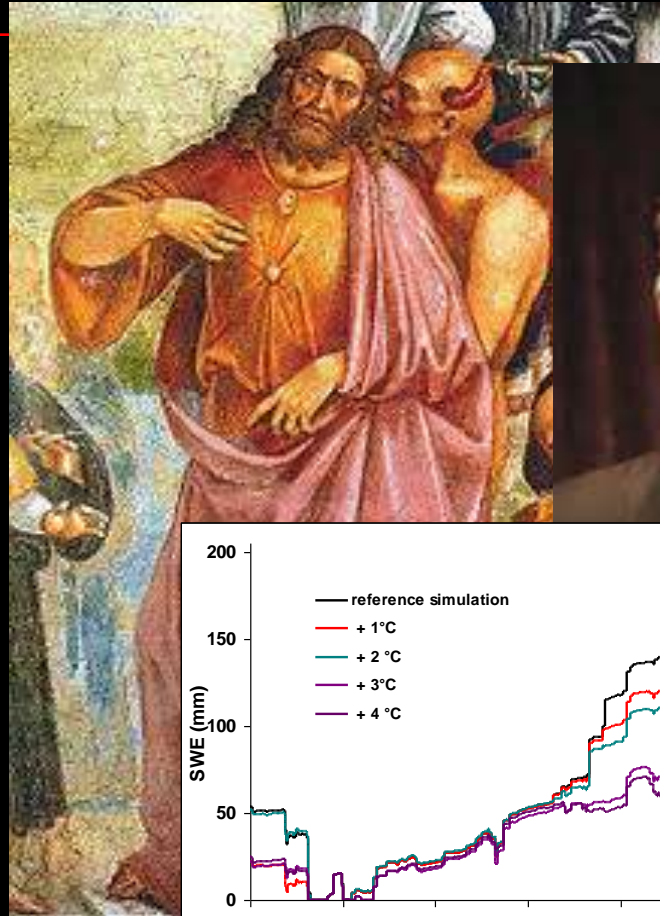 200
reference simulation
+ 1°C
150
+ 2 °C
+ 3°C
+ 4 °C
SWE (mm)
100
50
0